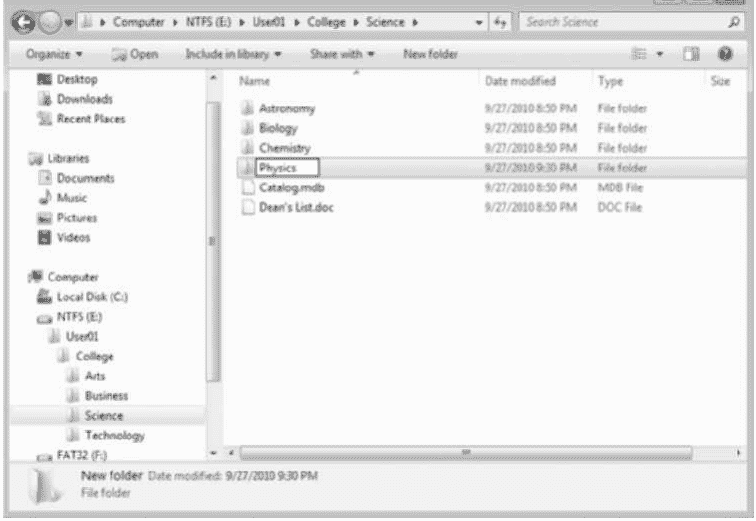 Computer NTFS (E:) User01 College Science Search Science
Organize Open Include in library Share with New folder
Desktop
Downloads
Recent Places
Libraries
Documents
Music
Pictures
Videos
Computer
Local Disk (C:)
NTFS (E:)
User01
College
Arts
Business
Science
Technology
FAT32 (F:)
Name Date modified Type Size
Astronomy 9/27/2010 8:50 PM File folder
Biology 9/27/2010 8:50 PM File folder
Chemistry 9/27/2010 8:50 PM File folder
Physics 9/27/2010 9:30 PM File folder
Catalog.mdb 9/27/2010 8:50 PM MDB File
Dean's List.doc 9/27/2010 8:50 PM DOC File
New folder Date modified: 9/27/2010 9:30 PM
File folder